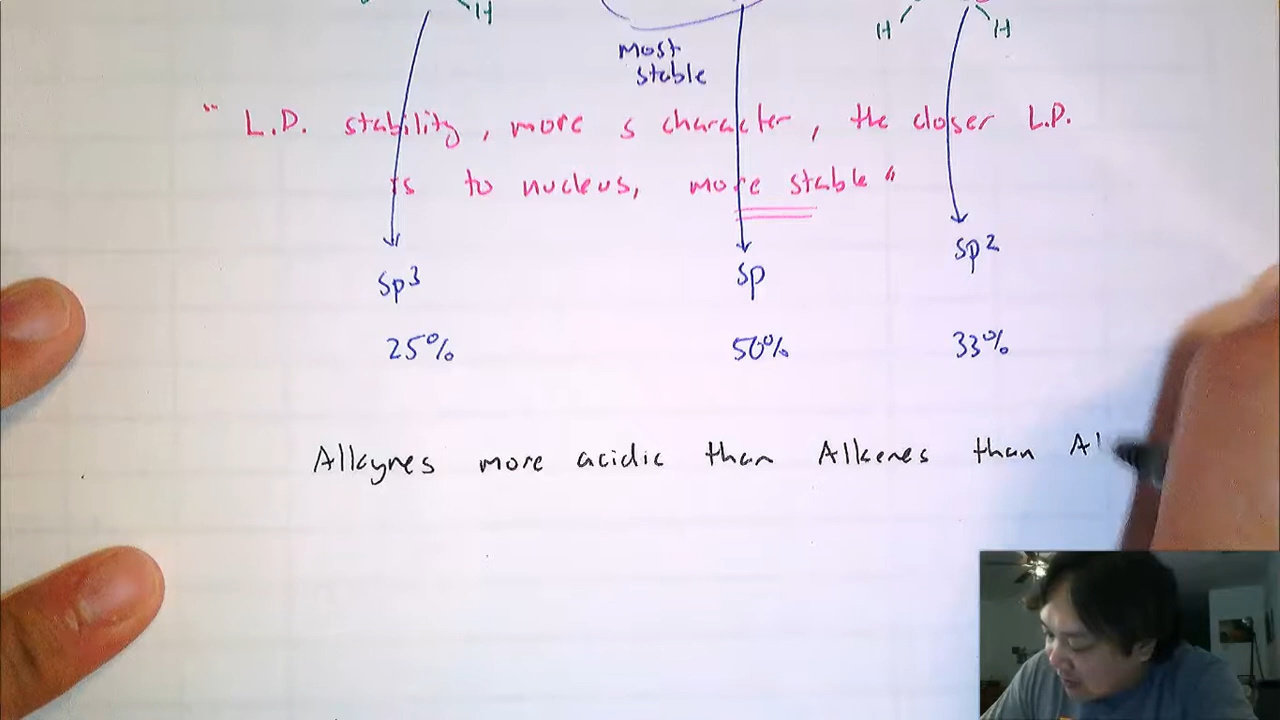 H
H H
most
stable
" L.D. stability, more s character, the closer L.P.
is to nucleus, more stable "
sp3
sp
sp2
25%
50%
33%
Alkynes more acidic than Alkenes than Al